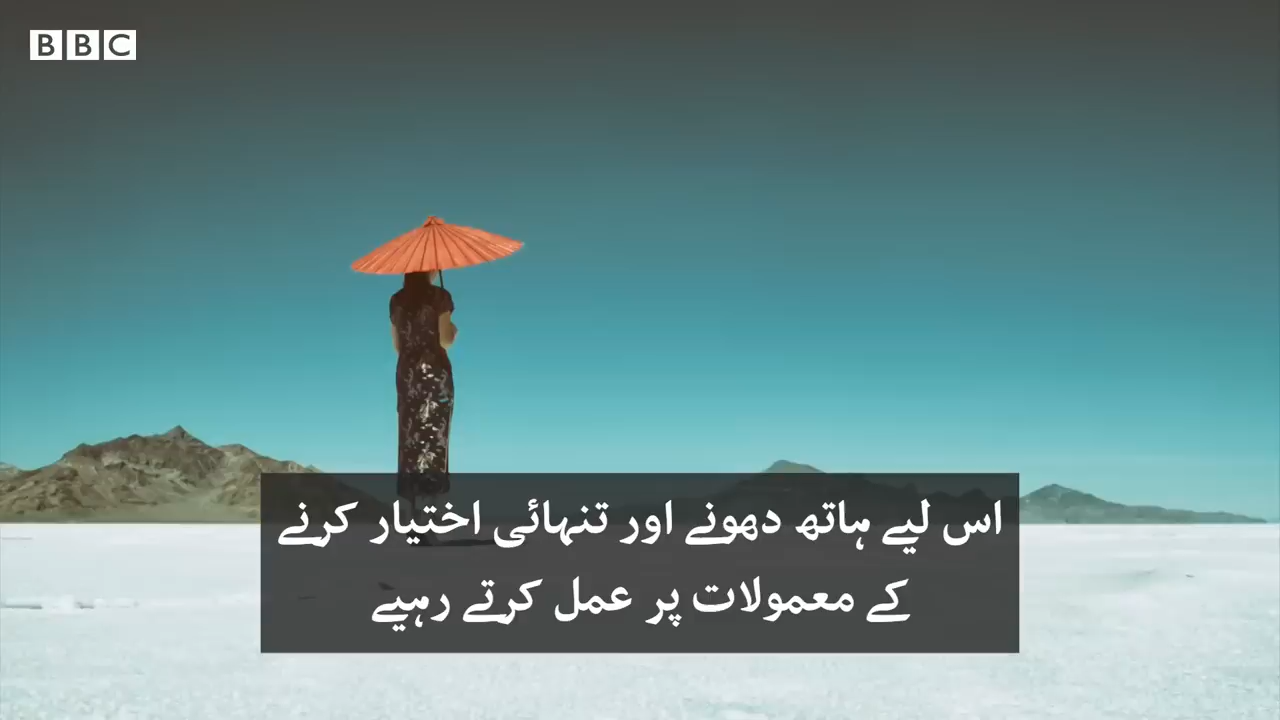 BBC
اس لیے ہاتھ دھونے اور تنہائی اختیار کرنے
کے معمولات پر عمل کرتے رہیے